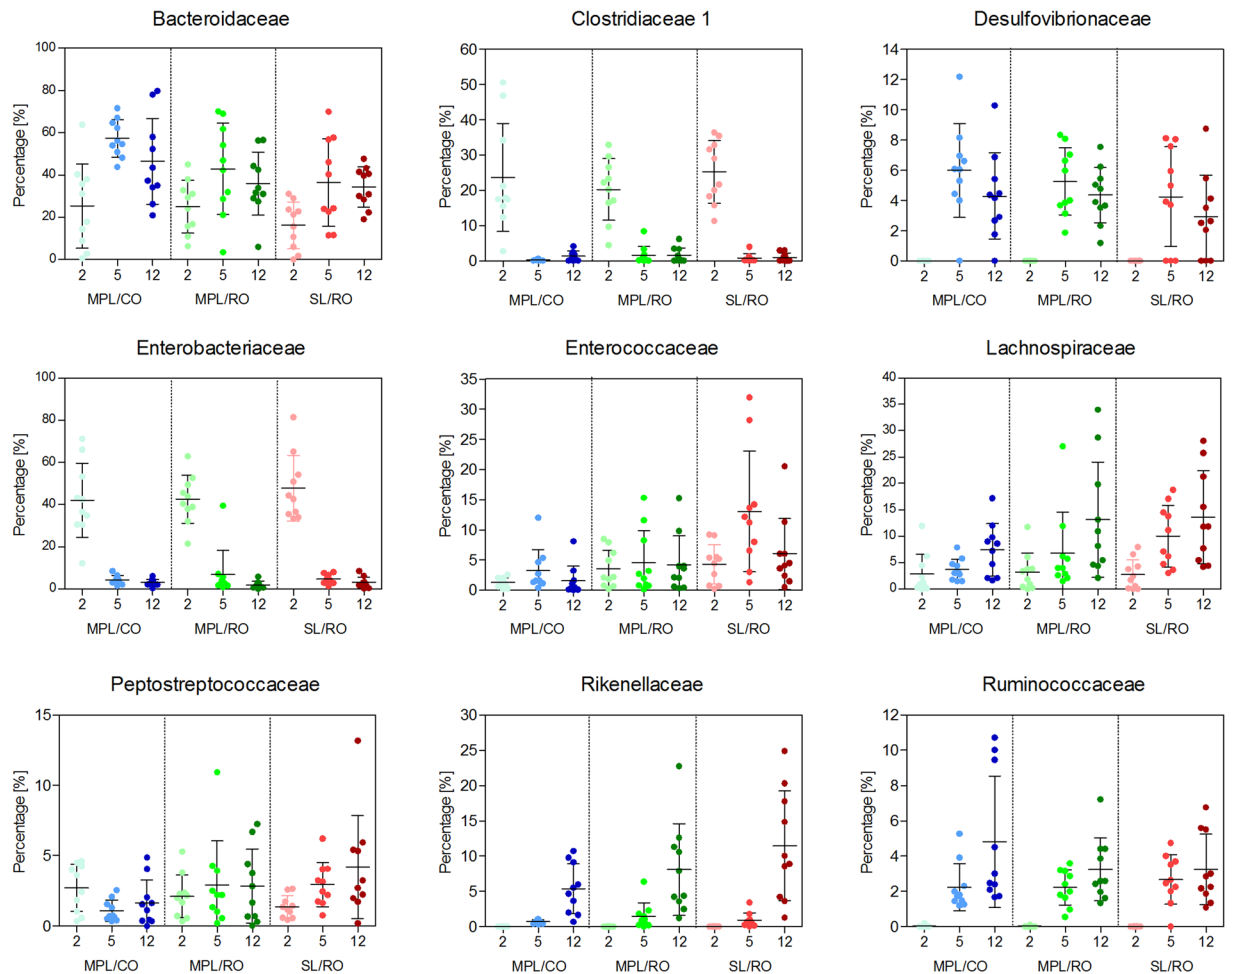 Bacteroidaceae
Percentage [%]
100
80
60
40
20
0
2 5 12 2 5 12 2 5 12
MPL/CO MPL/RO SL/RO
Clostridiaceae 1
Percentage [%]
60
50
40
30
20
10
0
2 5 12 2 5 12 2 5 12
MPL/CO MPL/RO SL/RO
Desulfovibrionaceae
Percentage [%]
14
12
10
8
6
4
2
0
2 5 12 2 5 12 2 5 12
MPL/CO MPL/RO SL/RO
Enterobacteriaceae
Percentage [%]
100
80
60
40
20
0
2 5 12 2 5 12 2 5 12
MPL/CO MPL/RO SL/RO
Enterococcaceae
Percentage [%]
35
30
25
20
15
10
5
0
2 5 12 2 5 12 2 5 12
MPL/CO MPL/RO SL/RO
Lachnospiraceae
Percentage [%]
40
35
30
25
20
15
10
5
0
2 5 12 2 5 12 2 5 12
MPL/CO MPL/RO SL/RO
Peptostreptococcaceae
Percentage [%]
15
10
5
0
2 5 12 2 5 12 2 5 12
MPL/CO MPL/RO SL/RO
Rikenellaceae
Percentage [%]
30
25
20
15
10
5
0
2 5 12 2 5 12 2 5 12
MPL/CO MPL/RO SL/RO
Ruminococcaceae
Percentage [%]
12
10
8
6
4
2
0
2 5 12 2 5 12 2 5 12
MPL/CO MPL/RO SL/RO